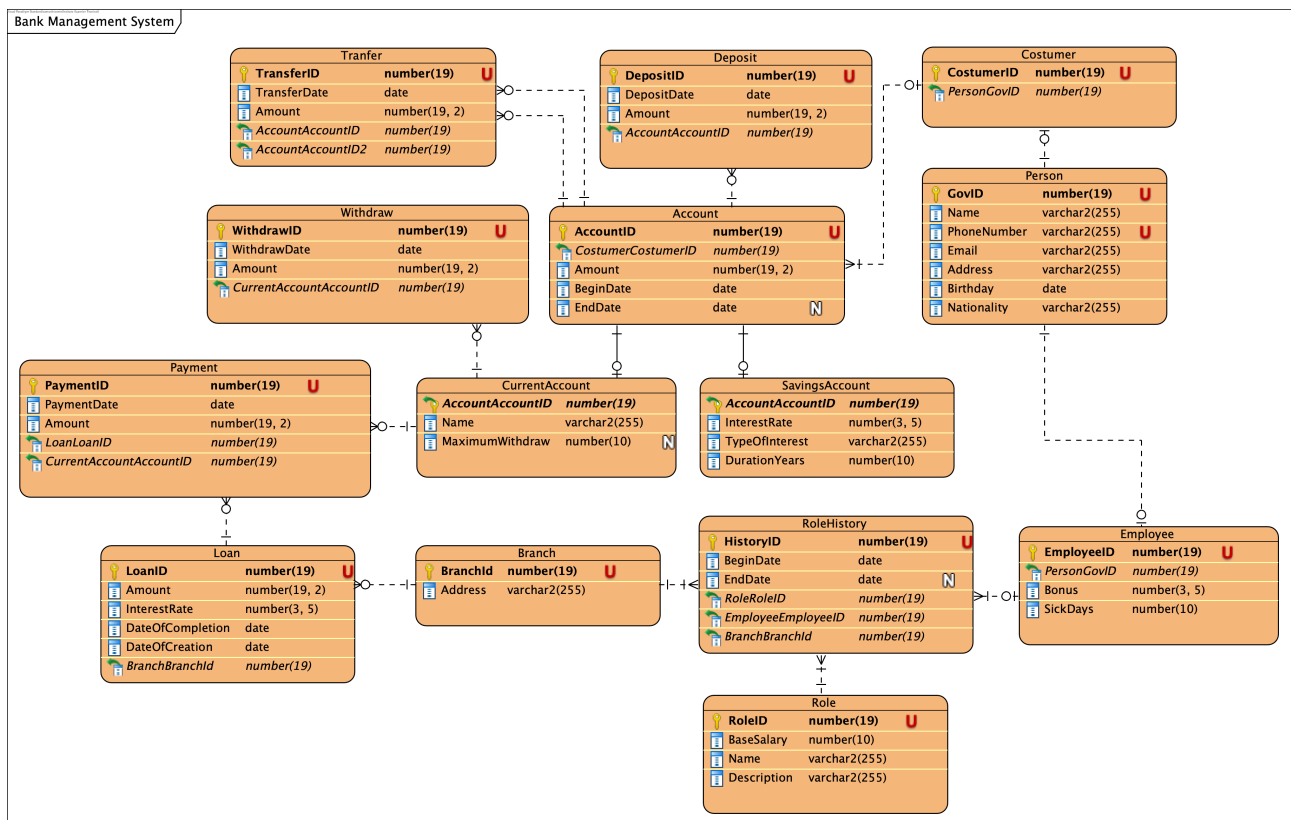 Bank Management System
Tranfer
TransferID number(19) U
TransferDate date
Amount number(19, 2)
AccountAccountID number(19)
AccountAccountID2 number(19)
Deposit
DepositID number(19) U
DepositDate date
Amount number(19, 2)
AccountAccountID number(19)
Costumer
CostumerID number(19) U
PersonGovID number(19)
Person
GovID number(19) U
Name varchar2(255)
PhoneNumber varchar2(255) U
Email varchar2(255)
Address varchar2(255)
Birthday date
Nationality varchar2(255)
Withdraw
WithdrawID number(19) U
WithdrawDate date
Amount number(19, 2)
CurrentAccountAccountID number(19)
Account
AccountID number(19) U
CostumerCostumerID number(19)
Amount number(19, 2)
BeginDate date
EndDate date N
Payment
PaymentID number(19) U
PaymentDate date
Amount number(19, 2)
LoanLoanID number(19)
CurrentAccountAccountID number(19)
CurrentAccount
AccountAccountID number(19)
Name varchar2(255)
MaximumWithdraw number(10) N
SavingsAccount
AccountAccountID number(19)
InterestRate number(3, 5)
TypeOfInterest varchar2(255)
DurationYears number(10)
Loan
LoanID number(19) U
Amount number(19, 2)
InterestRate number(3, 5)
DateOfCompletion date
DateOfCreation date
BranchBranchId number(19)
Branch
BranchId number(19) U
Address varchar2(255)
RoleHistory
HistoryID number(19) U
BeginDate date
EndDate date N
RoleRoleID number(19)
EmployeeEmployeeID number(19)
BranchBranchId number(19)
Employee
EmployeeID number(19) U
PersonGovID number(19)
Bonus number(3, 5)
SickDays number(10)
Role
RoleID number(19) U
BaseSalary number(10)
Name varchar2(255)
Description varchar2(255)